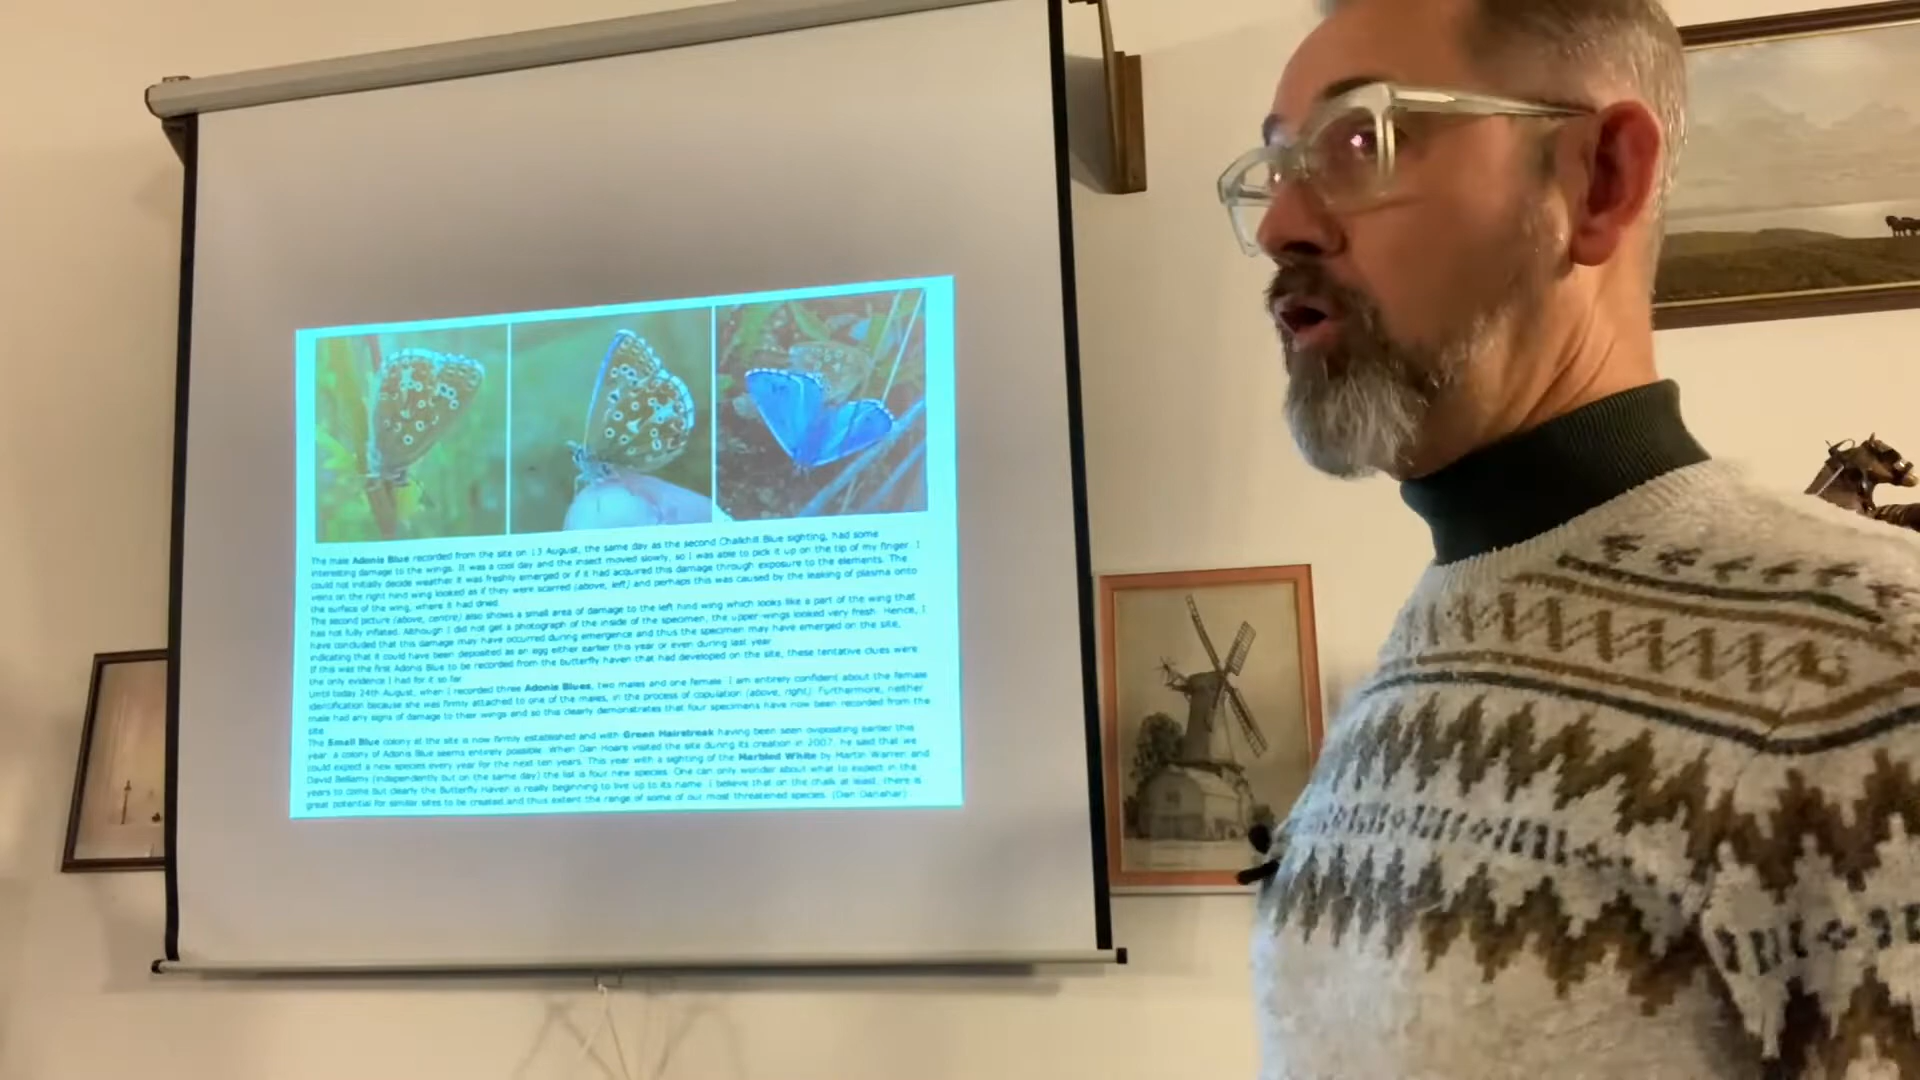 The male Adonis Blue recorded from the site on 13 August, the same day as the second Chalkhill Blue sighting, had some
interesting damage to the wings. It was a cool day and the insect moved slowly, so I was able to pick it up on the tip of my finger. I
could not initially decide weather it was freshly emerged or if it had acquired this damage through exposure to the elements. The
veins on the right hind wing looked as if they were scarred (above, left) and perhaps this was caused by the leaking of plasma onto
the surface of the wing, where it had dried.
The second picture (above, centre) also shows a small area of damage to the left hind wing which looks like a part of the wing that
has not fully inflated. Although I did not get a photograph of the inside of the specimen, the upper-wings looked very fresh. Hence, I
have concluded that this damage may have occurred during emergence and thus the specimen may have emerged on the site,
indicating that it could have been deposited as an egg either earlier this year or even during last year.
If this was the first Adonis Blue to be recorded from the butterfly haven that had developed on the site, these tentative clues were
the only evidence I had for it so far.
Until today 24th August, when I recorded three Adonis Blues, two males and one female. I am entirely confident about the female
identification because she was firmly attached to one of the males, in the process of copulation (above, right). Furthermore, neither
male had any signs of damage to their wings and so this clearly demonstrates that four specimens have now been recorded from the
site.
The Small Blue colony at the site is now firmly established and with Green Hairstreak having been seen ovipositing earlier this
year, a colony of Adonis Blue seems entirely possible. When Dan Hoare visited the site during its creation in 2007, he said that we
could expect a new species every year for the next ten years. This year with a sighting of the Marbled White by Martin Warren and
David Bellamy (independently but on the same day) the list is four new species. One can only wonder about what to expect in the
years to come but clearly the Butterfly Haven is really beginning to live up to its name. I believe that on the chalk at least, there is
great potential for similar sites to be created and thus extent the range of some of our most threatened species. (Dan Danahar)